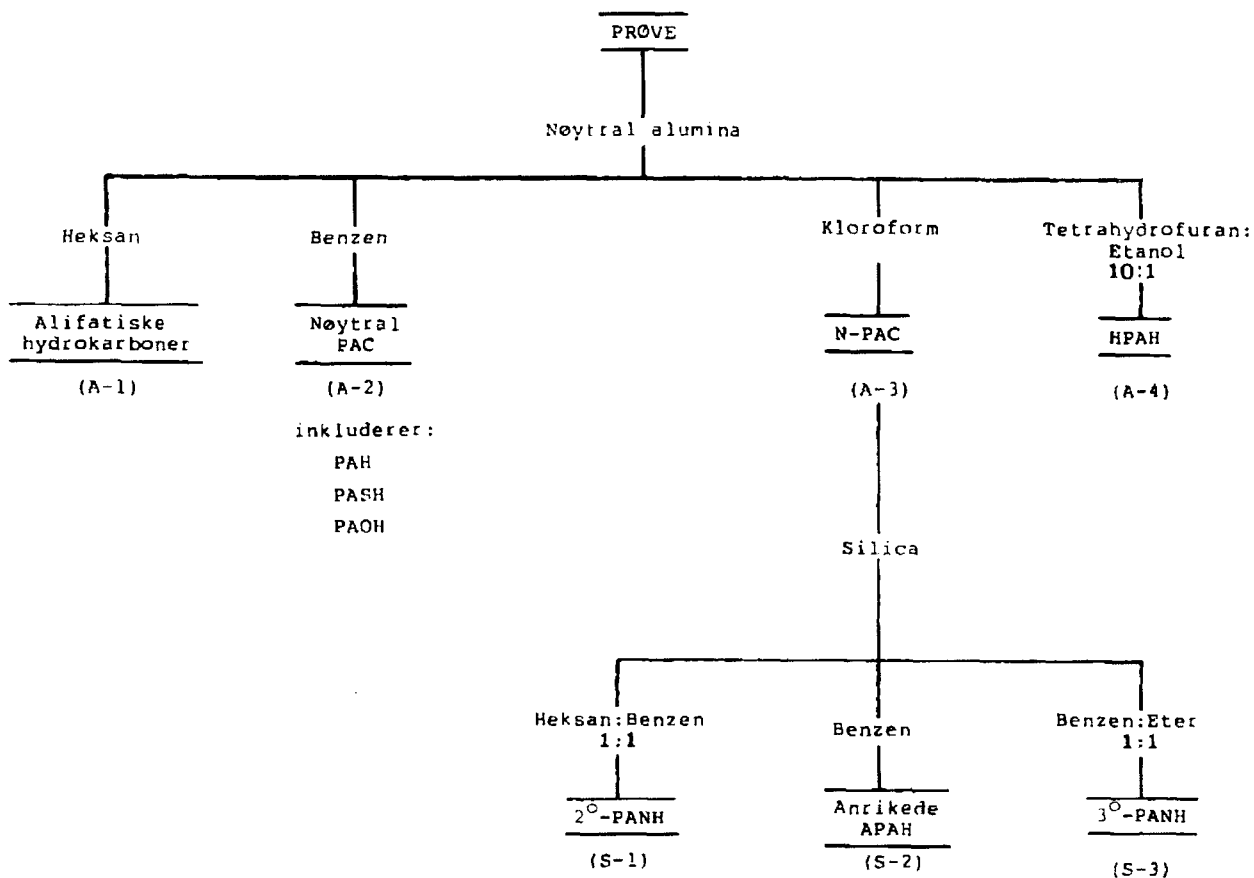 PRØVE
Nøytral alumina
Heksan
Benzen
Kloroform
Tetrahydrofuran:
Etanol
10:1
Alifatiske
hydrokarboner
(A-1)
Nøytral
PAC
(A-2)
inkluderer:
PAH
PASH
PAOH
N-PAC
(A-3)
HPAH
(A-4)
Silica
Heksan:Benzen
1:1
Benzen
Benzen:Eter
1:1
2°-PANH
(S-1)
Anrikede
APAH
(S-2)
3°-PANH
(S-3)